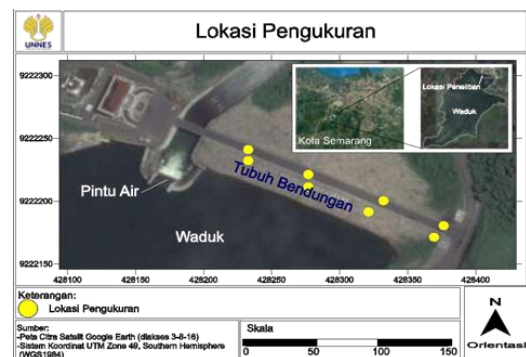 UNNES
Lokasi Pengukuran
9222300
9222250
9222200
9222150
Lokasi Penelitian
Waduk
Kota Semarang
Tubuh Bendungan
Pintu Air
Waduk
428100 428150 428200 428250 428300 428350 428400
Keterangan:
Lokasi Pengukuran
Sumber:
-Peta Citra Satelit Google Earth (diakses 3-8-16)
-Sistem Koordinat UTM Zone 49, Southern Hemisphere
(WGS1984)
Skala
0 50 100 150
N
Orientasi